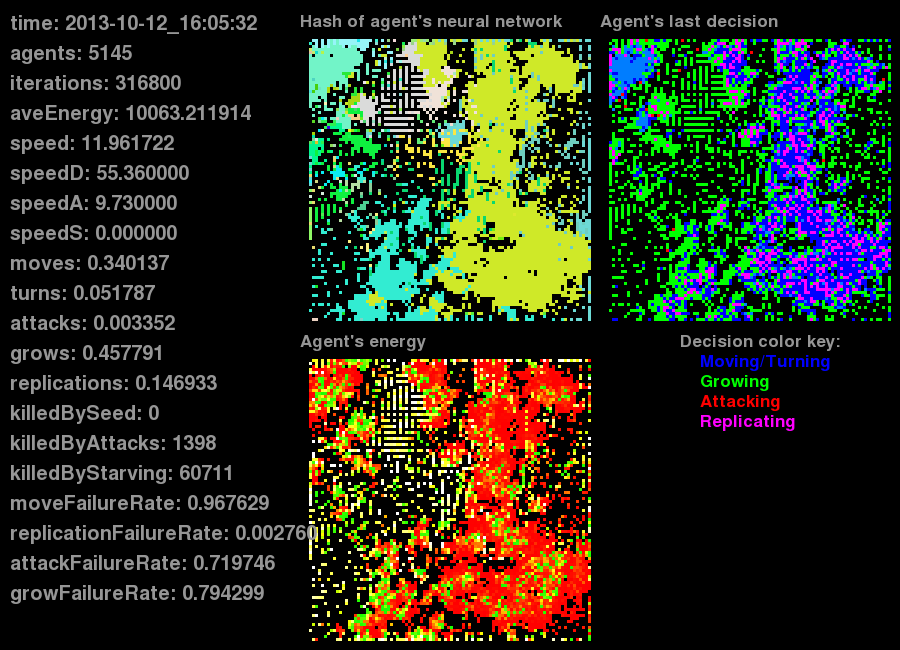 time: 2013-10-12_16:05:32
agents: 5145
iterations: 316800
aveEnergy: 10063.211914
speed: 11.961722
speedD: 55.360000
speedA: 9.730000
speedS: 0.000000
moves: 0.340137
turns: 0.051787
attacks: 0.003352
grows: 0.457791
replications: 0.146933
killedBySeed: 0
killedByAttacks: 1398
killedByStarving: 60711
moveFailureRate: 0.967629
replicationFailureRate: 0.002760
attackFailureRate: 0.719746
growFailureRate: 0.794299
Hash of agent's neural network
Agent's last decision
Agent's energy
Decision color key:
Moving/Turning
Growing
Attacking
Replicating